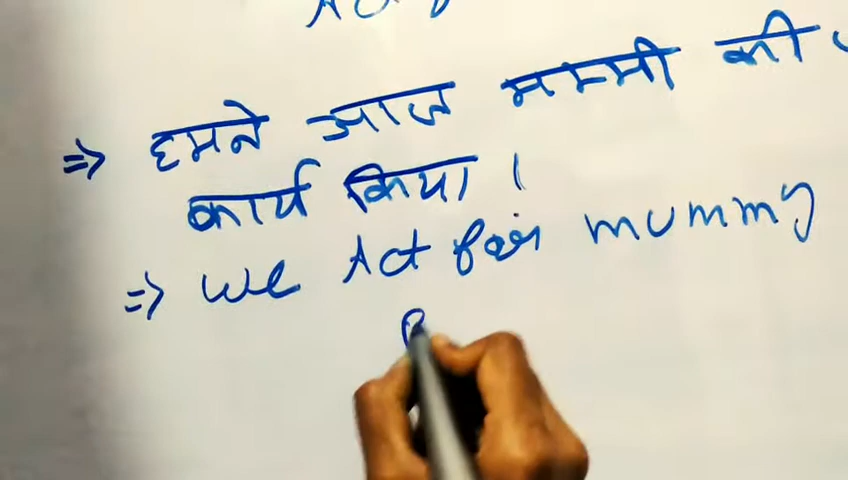 ⇒ हमने आज मम्मी की
कार्य किया।
⇒ We Act for mummy